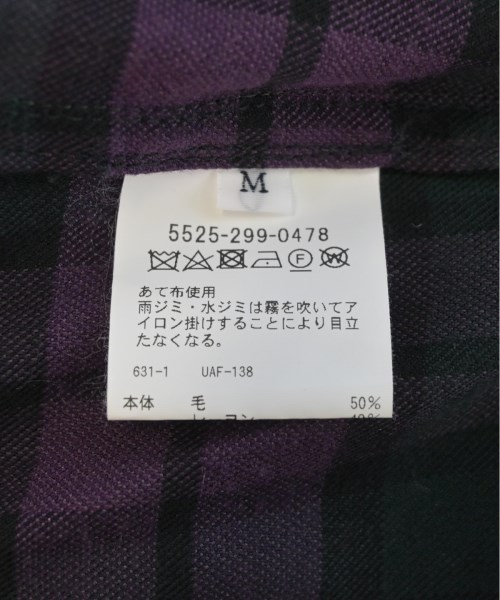 M
5525-299-0478
F W
あて布使用
雨ジミ・水ジミは霧を吹いてア
イロン掛けすることにより目立
たなくなる。
631-1 UAF-138
本体 毛 50%